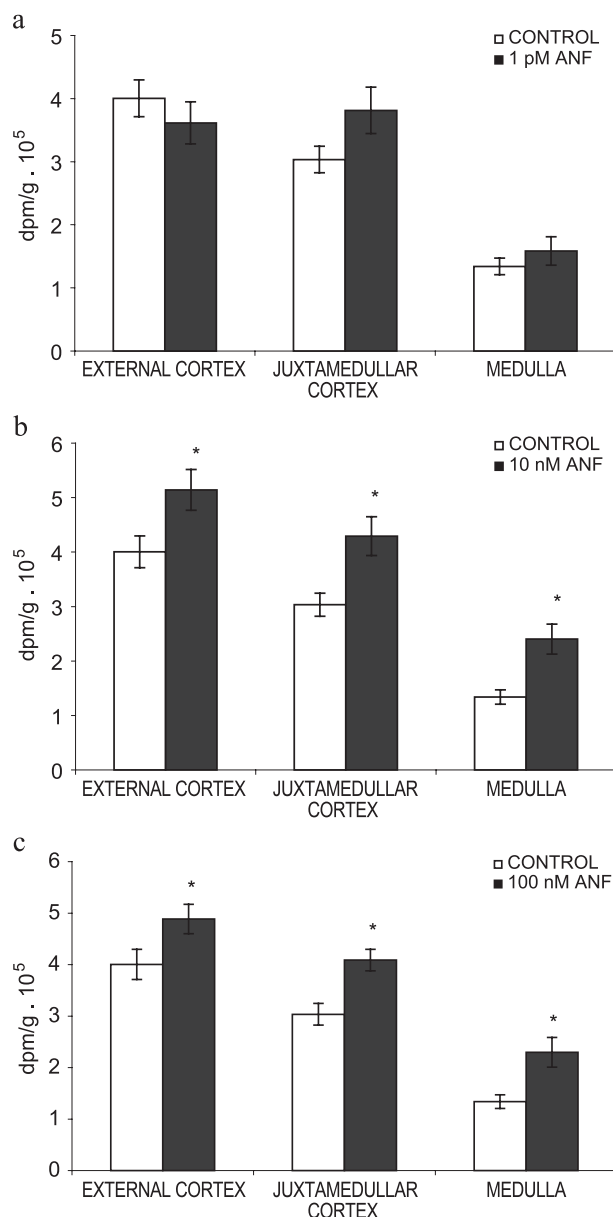 a
CONTROL
1 pM ANF
dpm/g . 10⁵
5
4
3
2
1
0
EXTERNAL CORTEX JUXTAMEDULLAR CORTEX MEDULLA
b
CONTROL
10 nM ANF
dpm/g . 10⁵
6
5
4
3
2
1
0
* * *
EXTERNAL CORTEX JUXTAMEDULLAR CORTEX MEDULLA
c
CONTROL
100 nM ANF
dpm/g . 10⁵
6
5
4
3
2
1
0
* * *
EXTERNAL CORTEX JUXTAMEDULLAR CORTEX MEDULLA